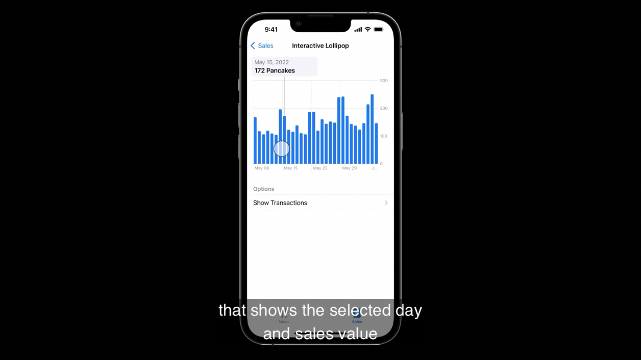 9:41
Sales
Interactive Lollipop
May 15, 2022
172 Pancakes
300
100
0
May 08
May 15
May 22
May 29
Options
Show Transactions
that shows the selected day
and sales value